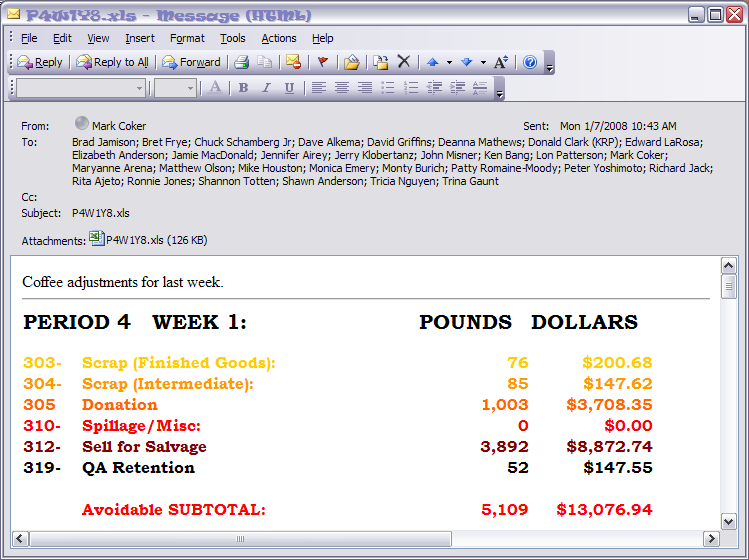 P4W1Y8.xls - Message (HTML)
File Edit View Insert Format Tools Actions Help
Reply Reply to All Forward
A B I U
From: Mark Coker Sent: Mon 1/7/2008 10:43 AM
To: Brad Jamison; Bret Frye; Chuck Schamberg Jr; Dave Alkema; David Griffins; Deanna Mathews; Donald Clark (KRP); Edward LaRosa;
Elizabeth Anderson; Jamie MacDonald; Jennifer Airey; Jerry Klobertanz; John Misner; Ken Bang; Lon Patterson; Mark Coker;
Maryanne Arena; Matthew Olson; Mike Houston; Monica Emery; Monty Burich; Patty Romaine-Moody; Peter Yoshimoto; Richard Jack;
Rita Ajeto; Ronnie Jones; Shannon Totten; Shawn Anderson; Tricia Nguyen; Trina Gaunt
Cc:
Subject: P4W1Y8.xls
Attachments: P4W1Y8.xls (126 KB)
Coffee adjustments for last week.
PERIOD 4 WEEK 1: POUNDS DOLLARS
303- Scrap (Finished Goods): 76 $200.68
304- Scrap (Intermediate): 85 $147.62
305 Donation 1,003 $3,708.35
310- Spillage/Misc: 0 $0.00
312- Sell for Salvage 3,892 $8,872.74
319- QA Retention 52 $147.55
Avoidable SUBTOTAL: 5,109 $13,076.94